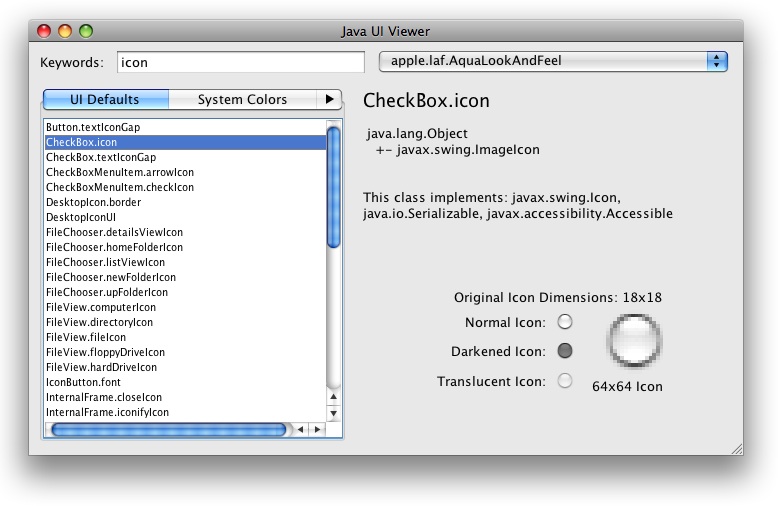 Java UI Viewer
Keywords: icon
apple.laf.AquaLookAndFeel
UI Defaults
System Colors
Button.textIconGap
CheckBox.icon
CheckBox.textIconGap
CheckBoxMenuItem.arrowIcon
CheckBoxMenuItem.checkIcon
DesktopIcon.border
DesktopIconUI
FileChooser.detailsViewIcon
FileChooser.homeFolderIcon
FileChooser.listViewIcon
FileChooser.newFolderIcon
FileChooser.upFolderIcon
FileView.computerIcon
FileView.directoryIcon
FileView.fileIcon
FileView.floppyDriveIcon
FileView.hardDriveIcon
IconButton.font
InternalFrame.closeIcon
InternalFrame.iconifyIcon
CheckBox.icon
java.lang.Object
+- javax.swing.ImageIcon
This class implements: javax.swing.Icon,
java.io.Serializable, javax.accessibility.Accessible
Original Icon Dimensions: 18x18
Normal Icon:
Darkened Icon:
Translucent Icon:
64x64 Icon